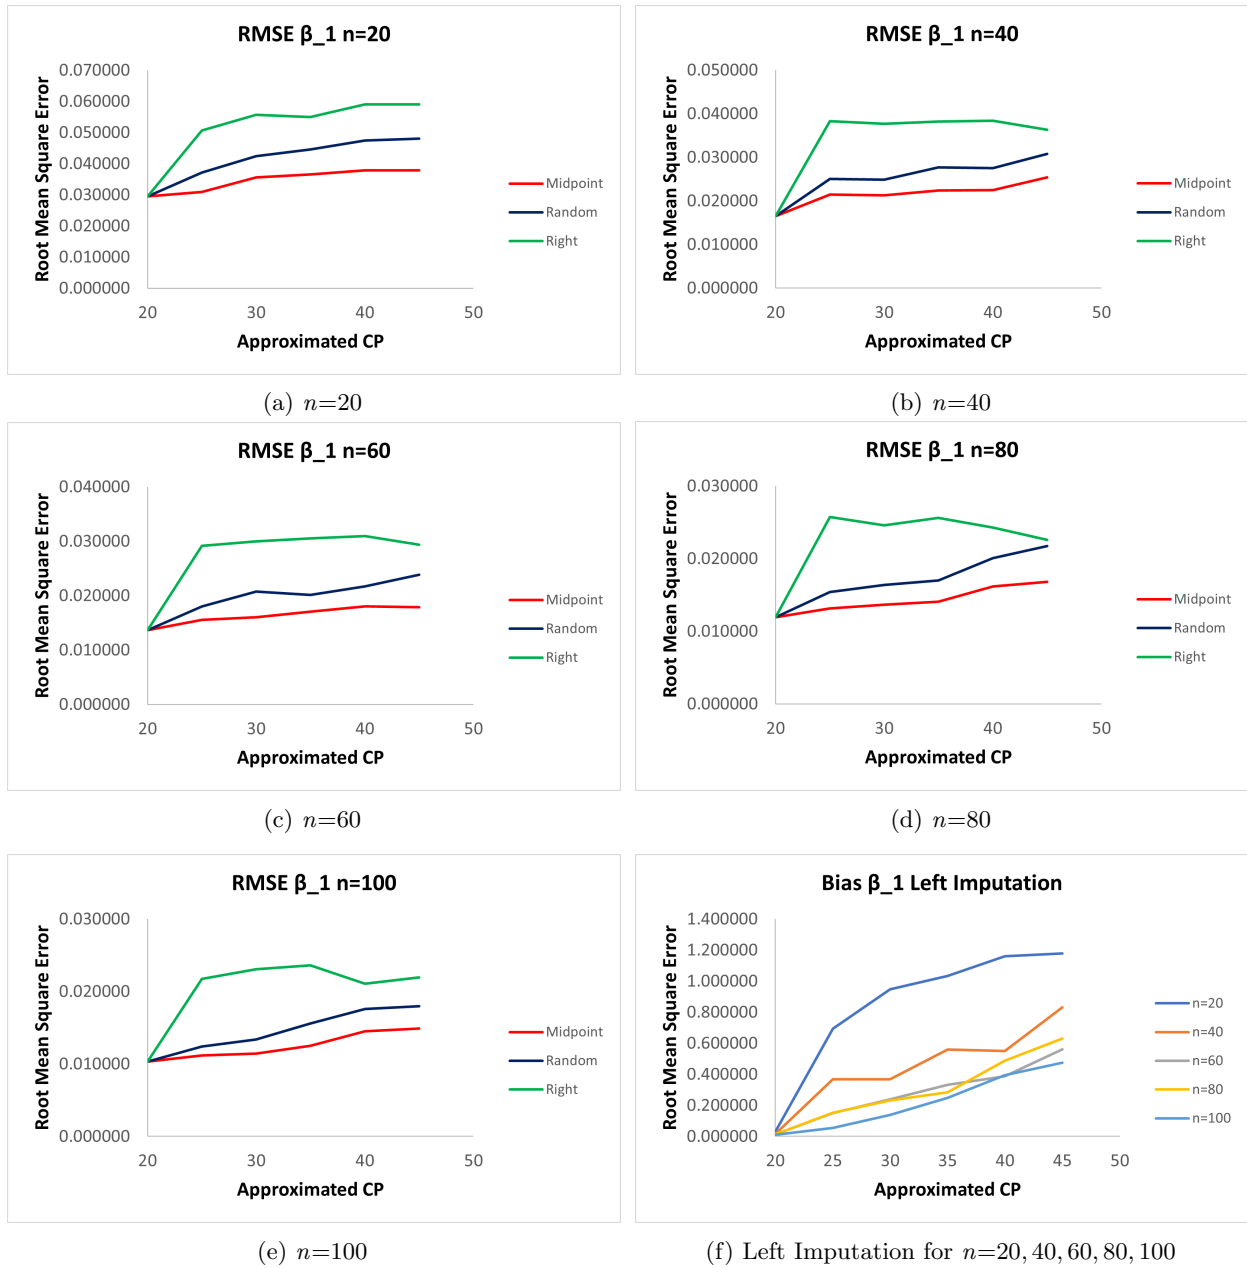 RMSE β_1 n=20
Root Mean Square Error
0.070000
0.060000
0.050000
0.040000
0.030000
0.020000
0.010000
0.000000
20 30 40 50
Approximated CP
Midpoint
Random
Right
(a) n=20
RMSE β_1 n=40
Root Mean Square Error
0.050000
0.040000
0.030000
0.020000
0.010000
0.000000
20 30 40 50
Approximated CP
Midpoint
Random
Right
(b) n=40
RMSE β_1 n=60
Root Mean Square Error
0.040000
0.030000
0.020000
0.010000
0.000000
20 30 40 50
Approximated CP
Midpoint
Random
Right
(c) n=60
RMSE β_1 n=80
Root Mean Square Error
0.030000
0.020000
0.010000
0.000000
20 30 40 50
Approximated CP
Midpoint
Random
Right
(d) n=80
RMSE β_1 n=100
Root Mean Square Error
0.030000
0.020000
0.010000
0.000000
20 30 40 50
Approximated CP
Midpoint
Random
Right
(e) n=100
Bias β_1 Left Imputation
Root Mean Square Error
1.400000
1.200000
1.000000
0.800000
0.600000
0.400000
0.200000
0.000000
20 25 30 35 40 45 50
Approximated CP
n=20
n=40
n=60
n=80
n=100
(f) Left Imputation for n=20, 40, 60, 80, 100